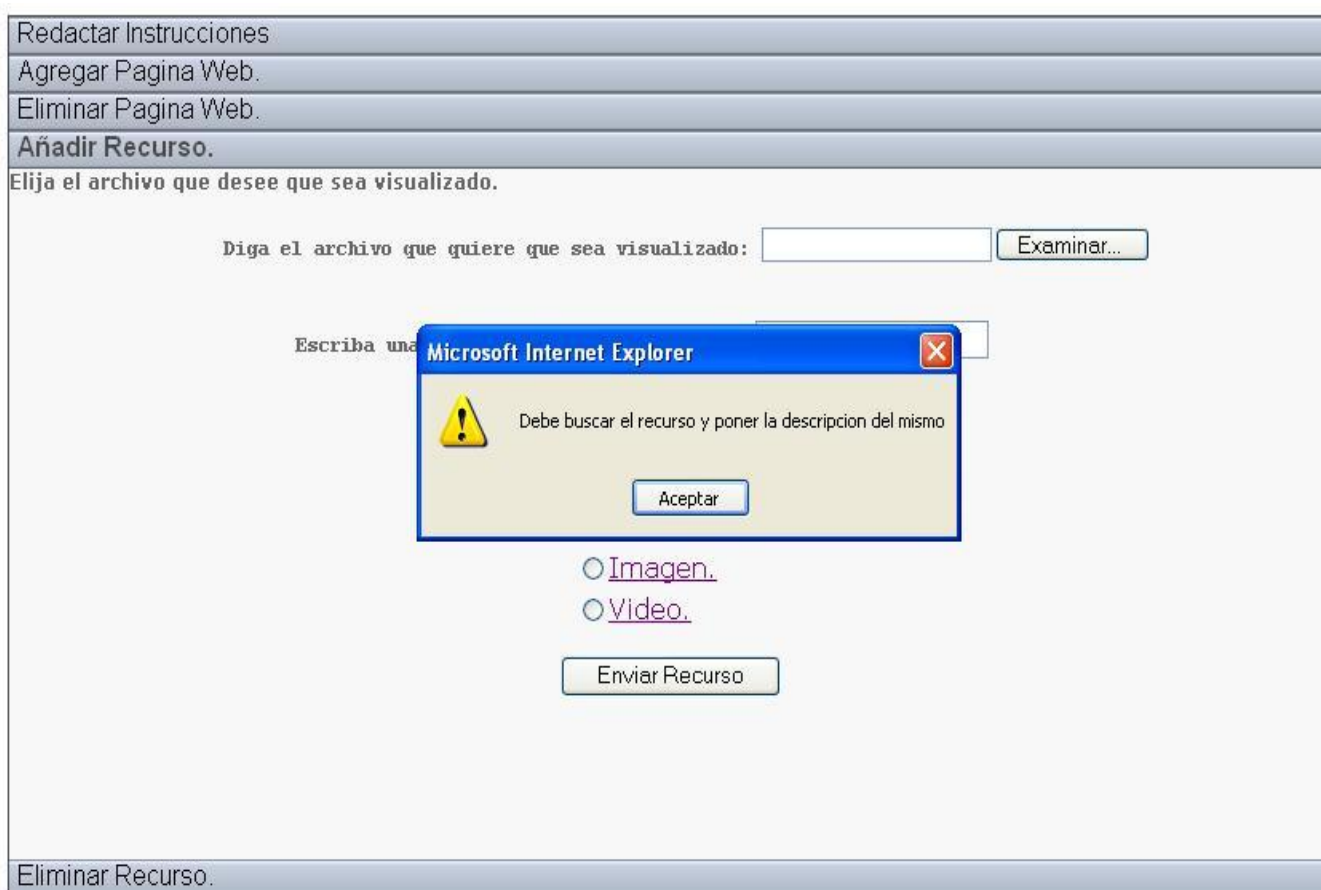 Redactar Instrucciones
Agregar Pagina Web.
Eliminar Pagina Web.
Añadir Recurso.
Elija el archivo que desee que sea visualizado.
Diga el archivo que quiere que sea visualizado:
Examinar...
Escriba una
Microsoft Internet Explorer
Debe buscar el recurso y poner la descripcion del mismo
Aceptar
Imagen.
Video.
Enviar Recurso
Eliminar Recurso.